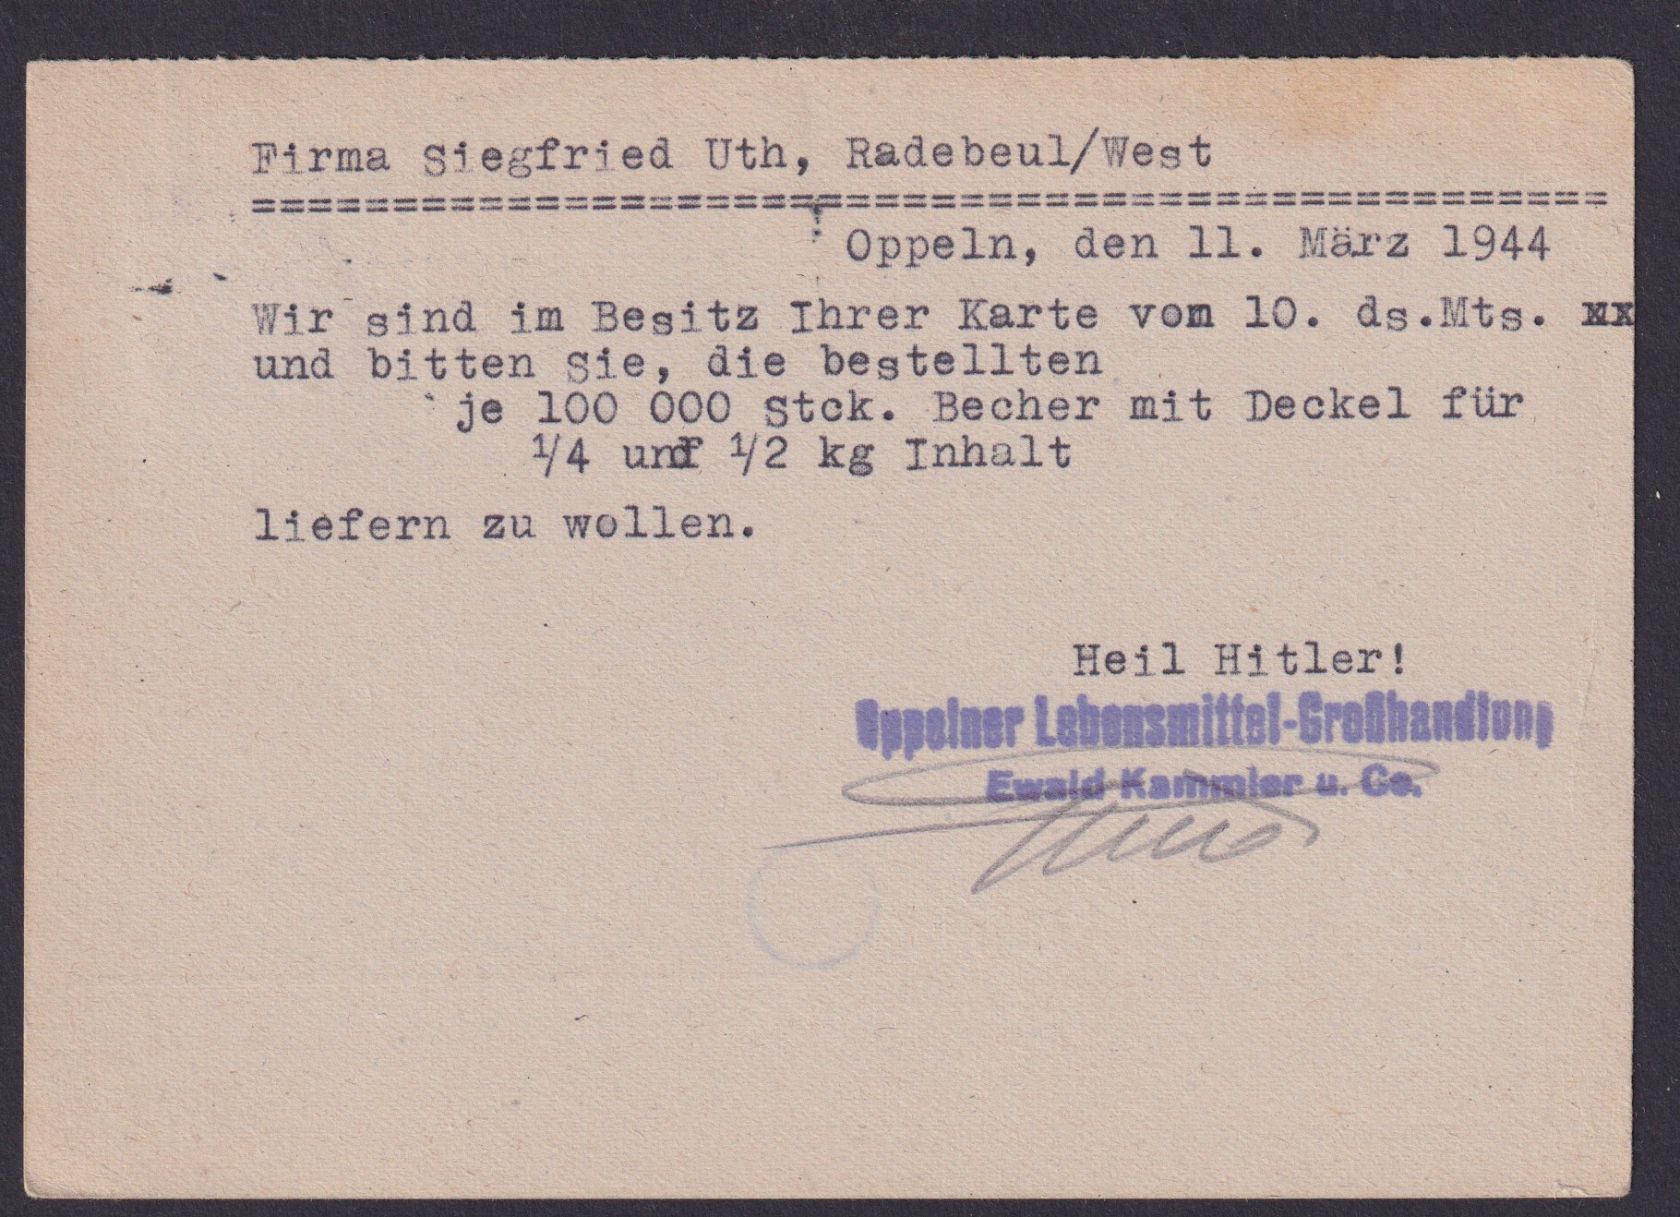 Firma Siegfried Uth, Radebeul/West
================================================
Oppeln, den 11. März 1944
Wir sind im Besitz Ihrer Karte von 10. ds.Mts. xx
und bitten Sie, die bestellten
je 100 000 Stck. Becher mit Deckel für
1/4 und 1/2 kg Inhalt
liefern zu wollen.
Heil Hitler!
Oppelner Lebensmittel-Großhandlung
Ewald Kammler u. Co.